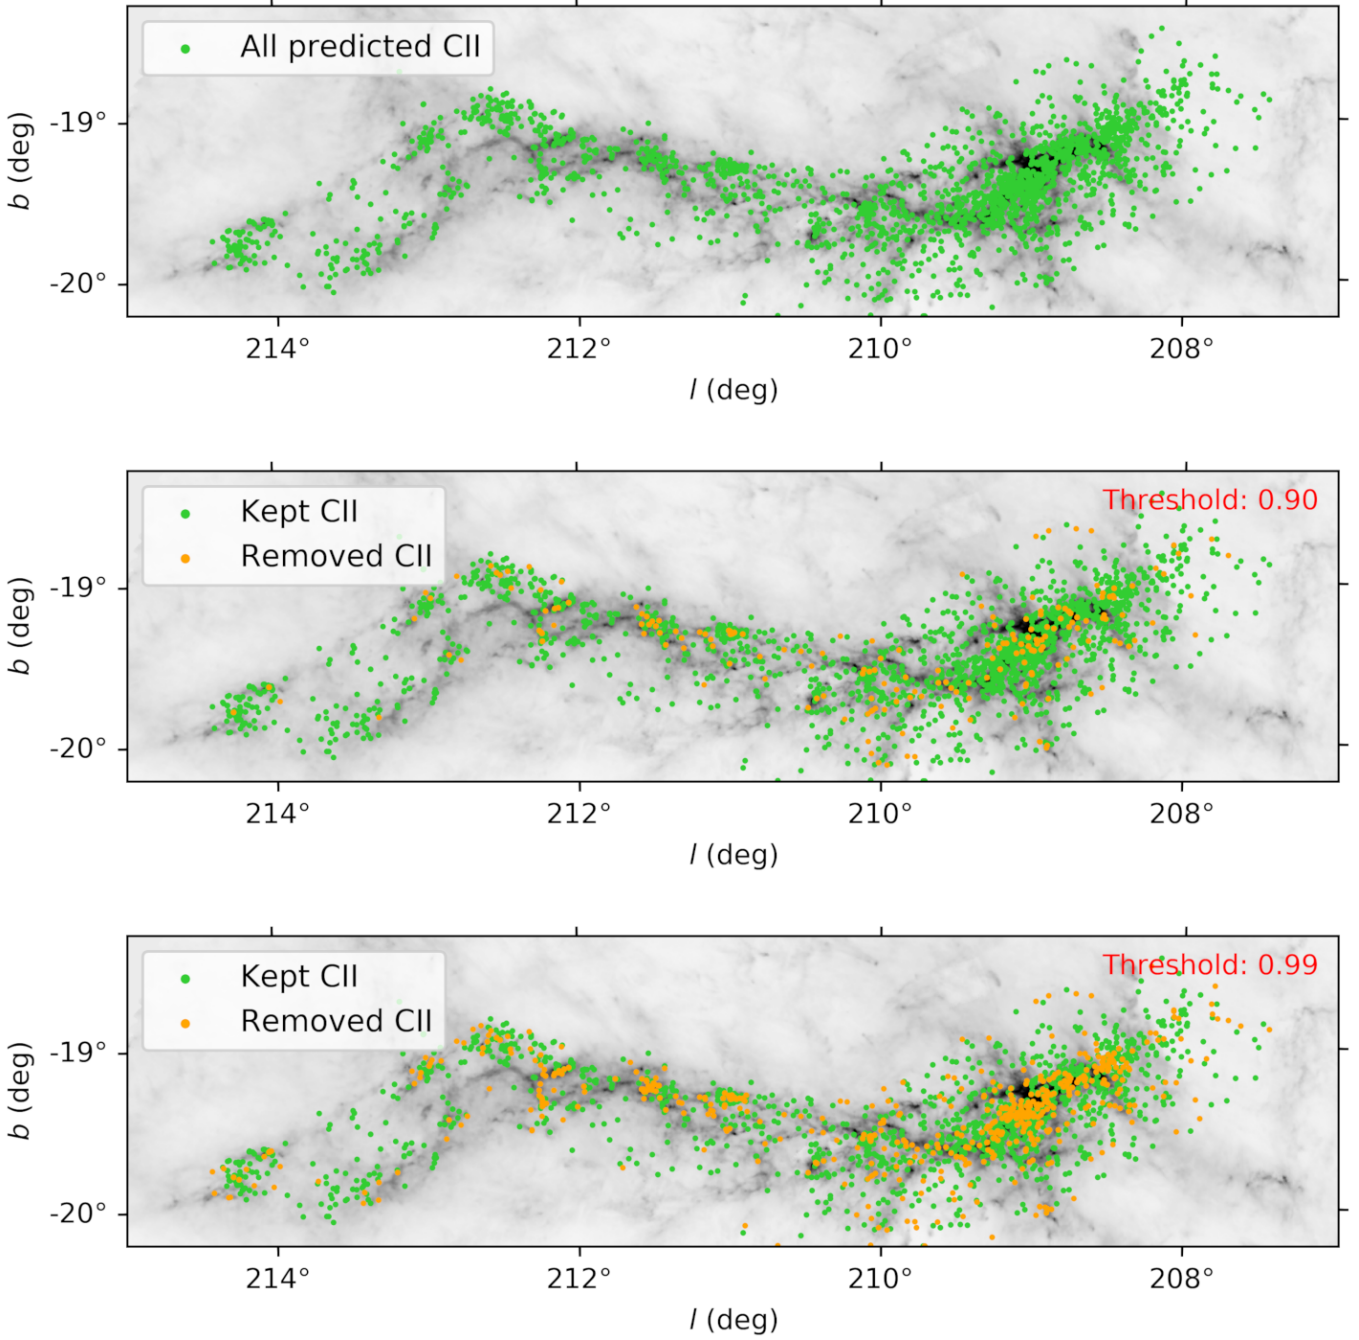 All predicted CII
b (deg)
-19°
-20°
214°
212°
210°
208°
l (deg)
Kept CII
Removed CII
Threshold: 0.90
b (deg)
-19°
-20°
214°
212°
210°
208°
l (deg)
Kept CII
Removed CII
Threshold: 0.99
b (deg)
-19°
-20°
214°
212°
210°
208°
l (deg)